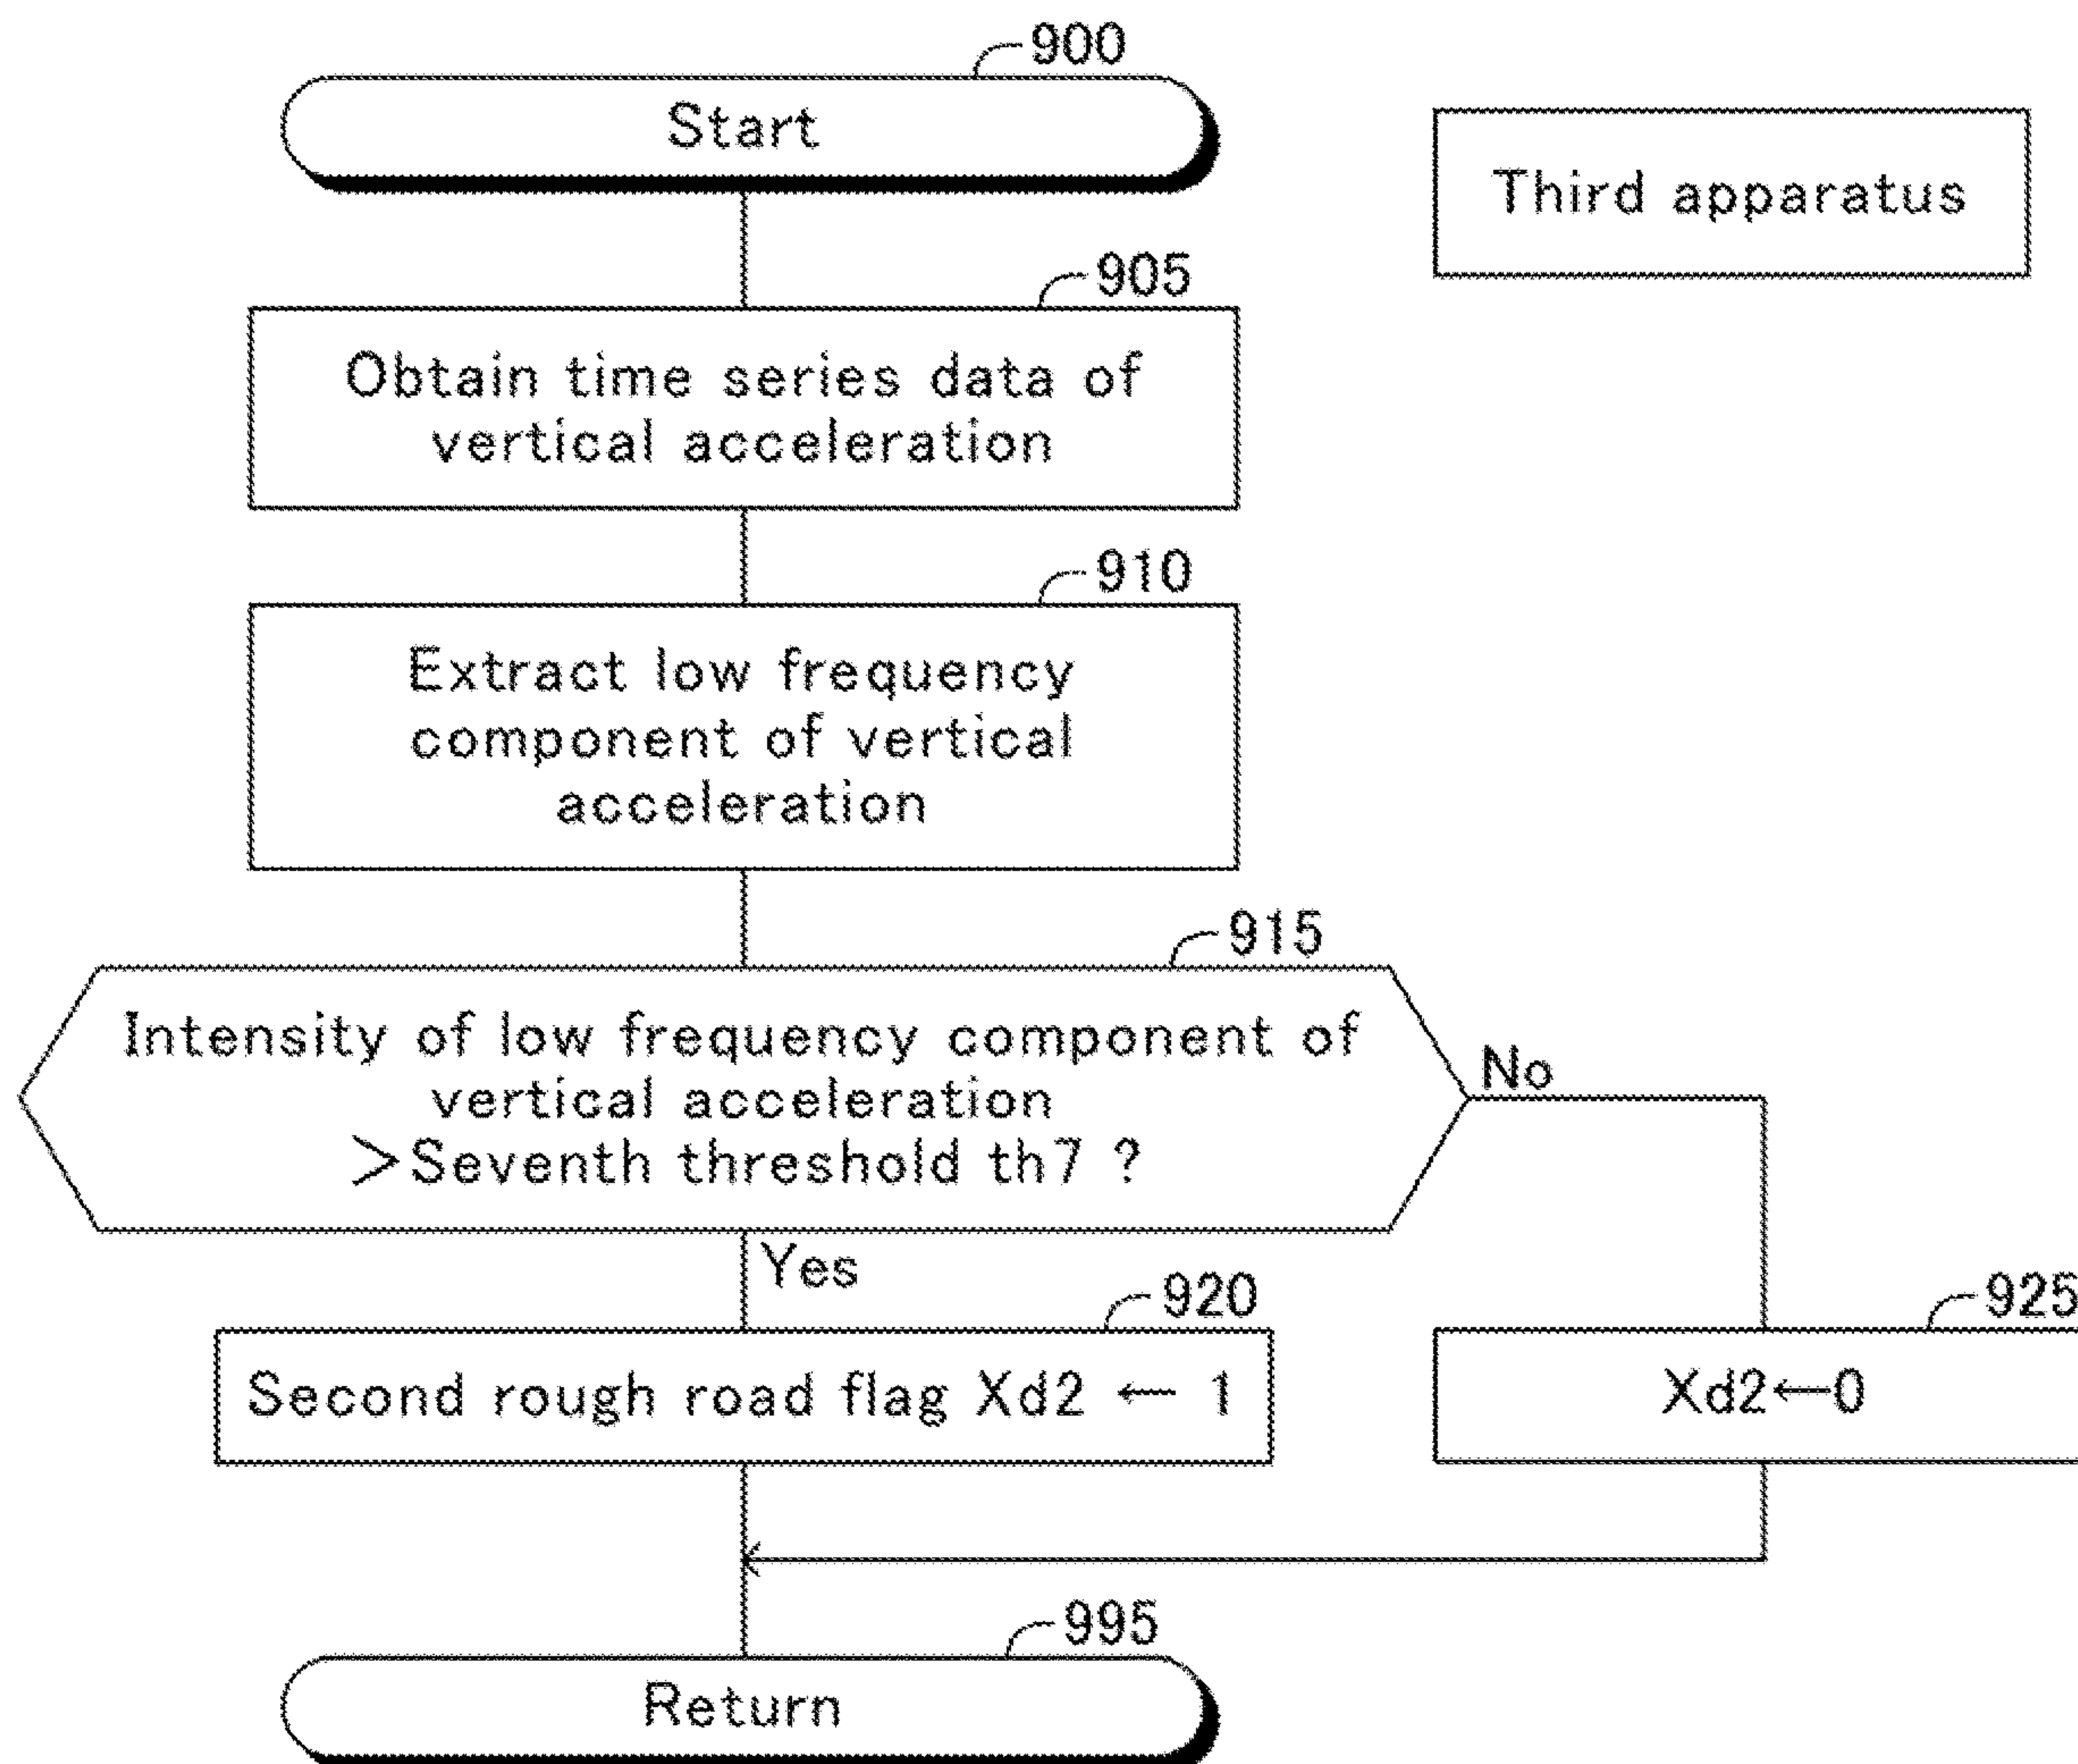 900
Start
Third apparatus
905
Obtain time series data of
vertical acceleration
910
Extract low frequency
component of vertical
acceleration
915
Intensity of low frequency component of
vertical acceleration
>Seventh threshold th7 ?
No
Yes
920
925
Second rough road flag Xd2 ← 1
Xd2←0
995
Return